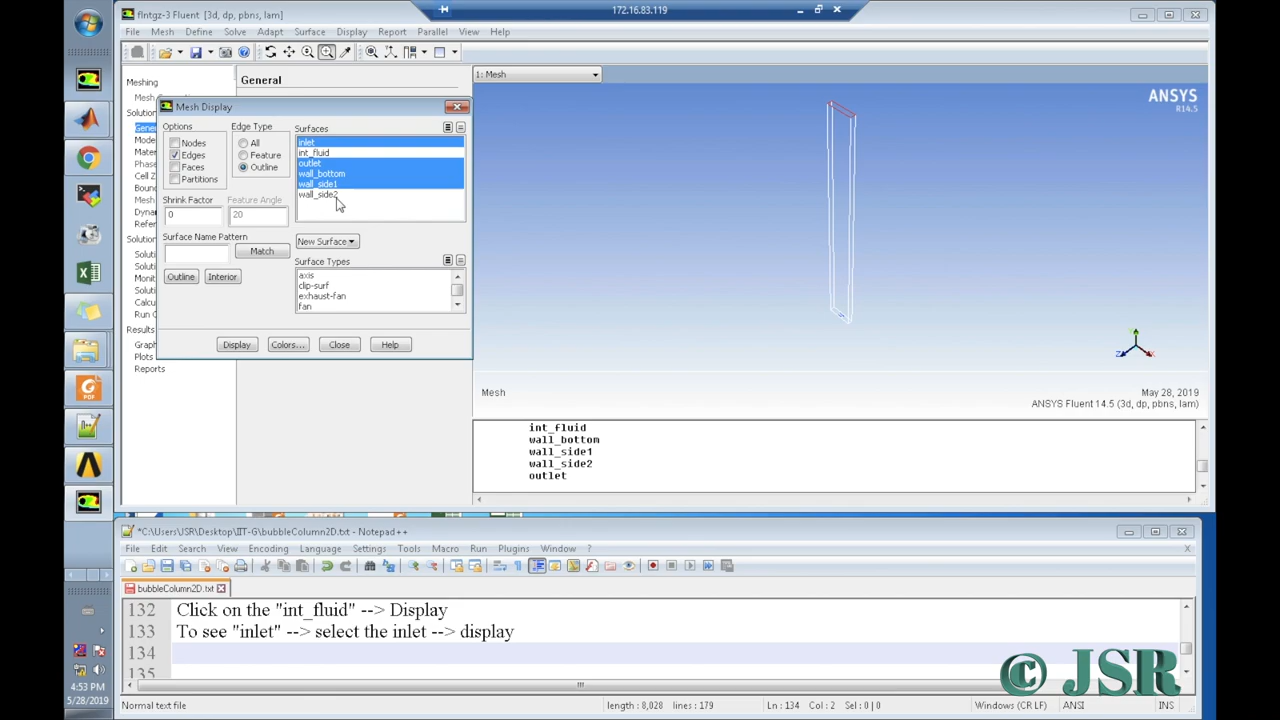 flntgz-3 Fluent [3d, dp, pbns, lam]
172.16.83.119
File Mesh Define Solve Adapt Surface Display Report Parallel View Help
Meshing
General
1: Mesh
Mesh Display
Options
Nodes
Edges
Faces
Partitions
Edge Type
All
Feature
Outline
Shrink Factor
0
Feature Angle
20
Surface Name Pattern
Match
Outline
Interior
Surfaces
inlet
int_fluid
outlet
wall_bottom
wall_side1
wall_side2
New Surface
Surface Types
axis
clip-surf
exhaust-fan
fan
Display
Colors...
Close
Help
Reports
ANSYS
R14.5
Y
X
Z
Mesh
May 28, 2019
ANSYS Fluent 14.5 (3d, dp, pbns, lam)
int_fluid
wall_bottom
wall_side1
wall_side2
outlet
*C:\Users\JSR\Desktop\IIT-G\bubbleColumn2D.txt - Notepad++
File Edit Search View Encoding Language Settings Tools Macro Run Plugins Window ?
X
bubbleColumn2D.txt
132 Click on the "int_fluid" --> Display
133 To see "inlet" --> select the inlet --> display
134
135
© JSR
Normal text file
length : 8,028 lines : 179
Ln : 134 Col : 2 Sel : 0 | 0
Windows (CR LF)
ANSI
INS
4:53 PM
5/28/2019
PDF